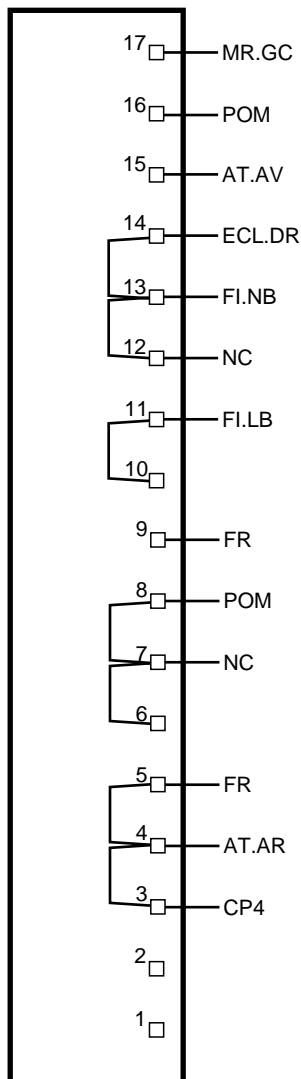 17 MR.GC
16 POM
15 AT.AV
14 ECL.DR
13 FI.NB
12 NC
11 FI.LB
10
9 FR
8 POM
7 NC
6
5 FR
4 AT.AR
3 CP4
2
1